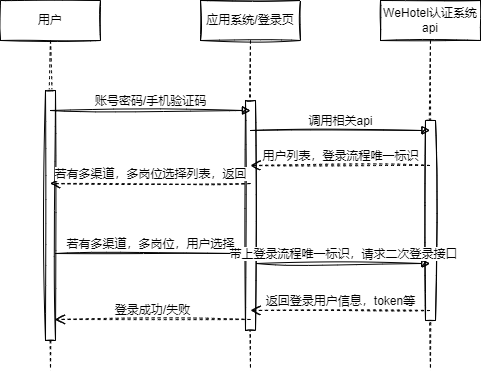 用户
应用系统/登录页
WeHotel认证系统
api
账号密码/手机验证码
调用相关api
用户列表，登录流程唯一标识
若有多渠道，多岗位选择列表，返回
若有多渠道，多岗位，用户选择
带上登录流程唯一标识，请求二次登录接口
返回登录用户信息，token等
登录成功/失败